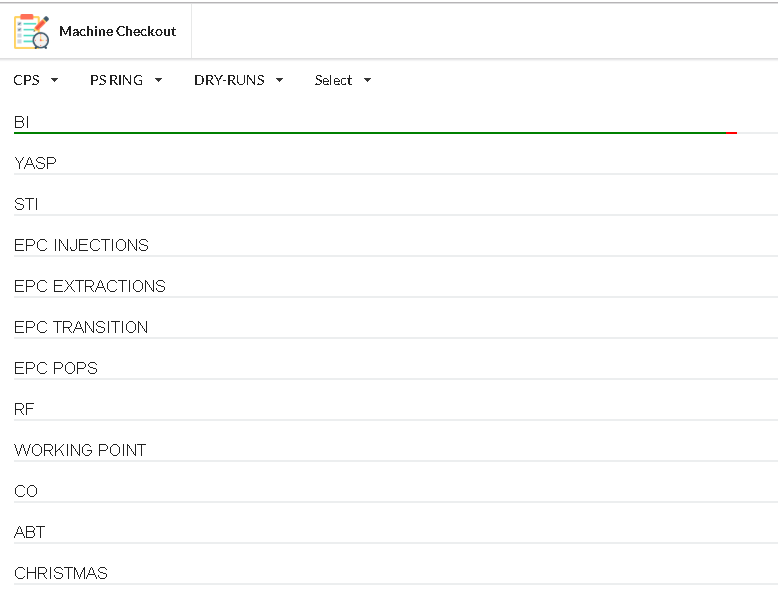 Machine Checkout
CPS PS RING DRY-RUNS Select
BI
YASP
STI
EPC INJECTIONS
EPC EXTRACTIONS
EPC TRANSITION
EPC POPS
RF
WORKING POINT
CO
ABT
CHRISTMAS